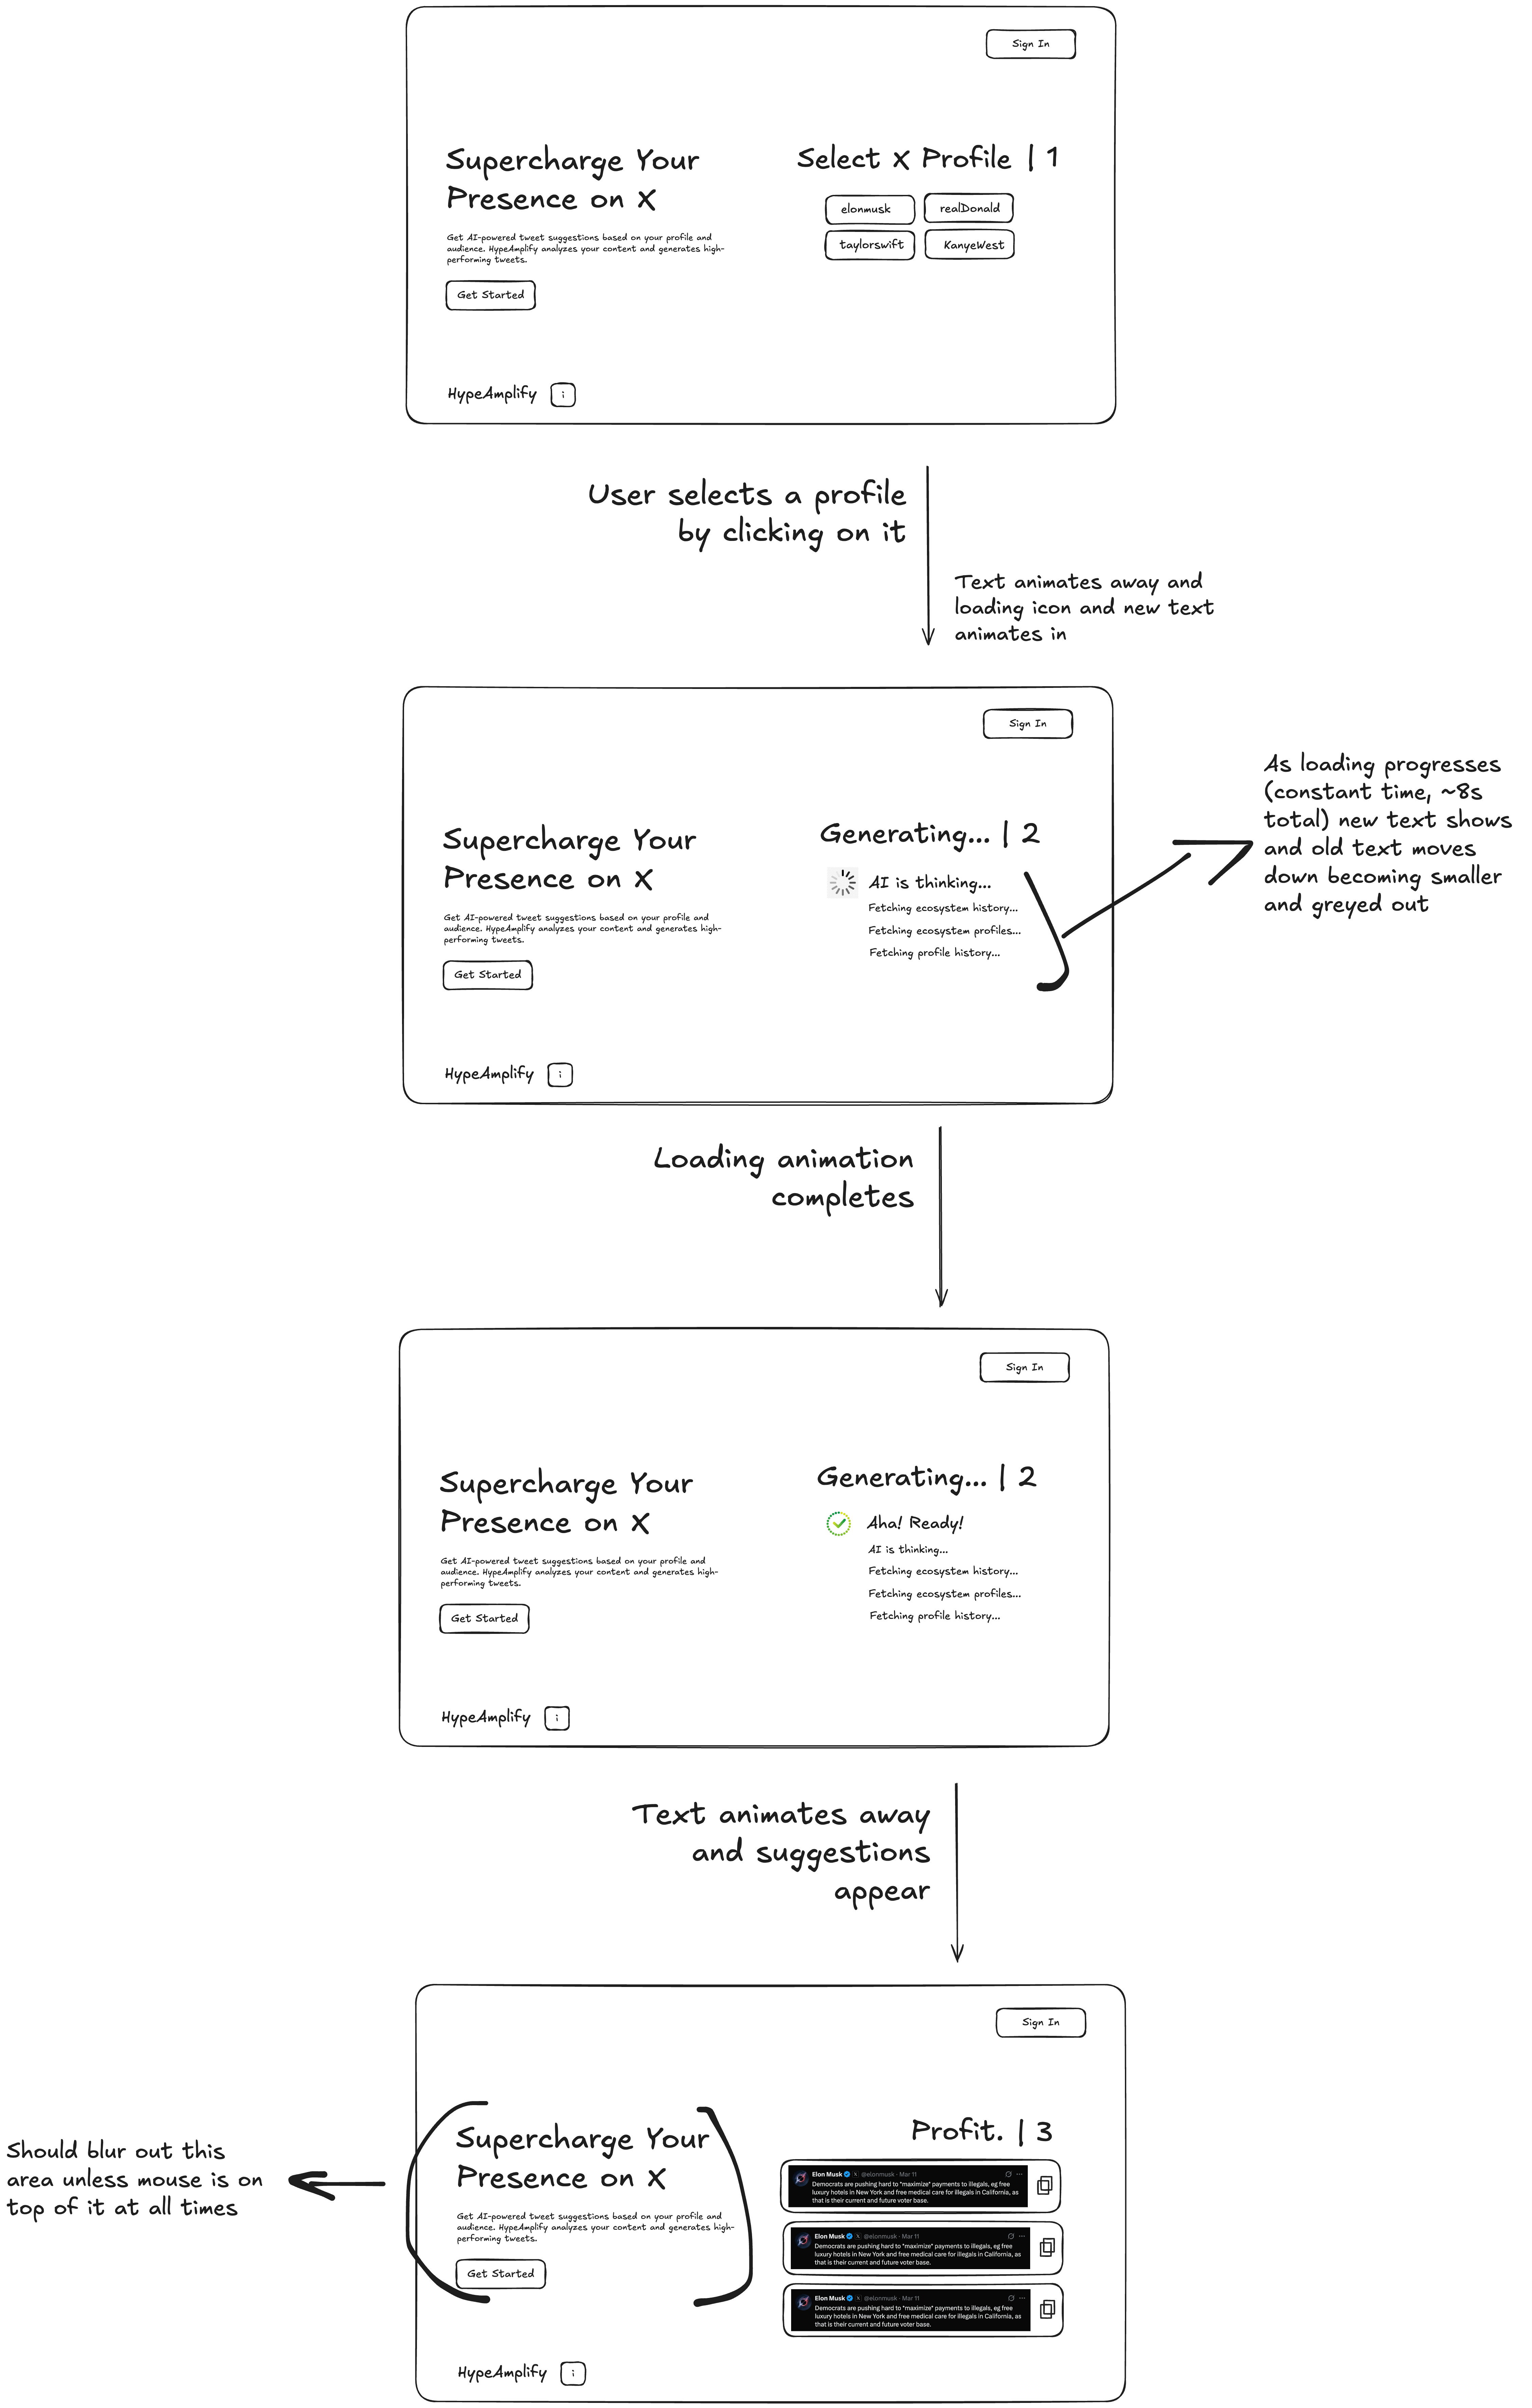 Sign In
Supercharge Your
Presence on X
Get AI-powered tweet suggestions based on your profile and
audience. HypeAmplify analyzes your content and generates high-
performing tweets.
Get Started
Select X Profile | 1
elonmusk
realDonald
taylorswift
KanyeWest
HypeAmplify
i
User selects a profile
by clicking on it
Text animates away and
loading icon and new text
animates in
Sign In
Supercharge Your
Presence on X
Get AI-powered tweet suggestions based on your profile and
audience. HypeAmplify analyzes your content and generates high-
performing tweets.
Get Started
Generating... | 2
AI is thinking...
Fetching ecosystem history...
Fetching ecosystem profiles...
Fetching profile history...
HypeAmplify
i
As loading progresses
(constant time, ~8s
total) new text shows
and old text moves
down becoming smaller
and greyed out
Loading animation
completes
Sign In
Supercharge Your
Presence on X
Get AI-powered tweet suggestions based on your profile and
audience. HypeAmplify analyzes your content and generates high-
performing tweets.
Get Started
Generating... | 2
Aha! Ready!
AI is thinking...
Fetching ecosystem history...
Fetching ecosystem profiles...
Fetching profile history...
HypeAmplify
i
Text animates away
and suggestions
appear
Sign In
Should blur out this
area unless mouse is on
top of it at all times
Supercharge Your
Presence on X
Get AI-powered tweet suggestions based on your profile and
audience. HypeAmplify analyzes your content and generates high-
performing tweets.
Get Started
Profit. | 3
Elon Musk X @elonmusk · Mar 11
Democrats are pushing hard to *maximize* payments to illegals, eg free
luxury hotels in New York and free medical care for illegals in California, as
that is their current and future voter base.
Elon Musk X @elonmusk · Mar 11
Democrats are pushing hard to *maximize* payments to illegals, eg free
luxury hotels in New York and free medical care for illegals in California, as
that is their current and future voter base.
Elon Musk X @elonmusk · Mar 11
Democrats are pushing hard to *maximize* payments to illegals, eg free
luxury hotels in New York and free medical care for illegals in California, as
that is their current and future voter base.
HypeAmplify
i